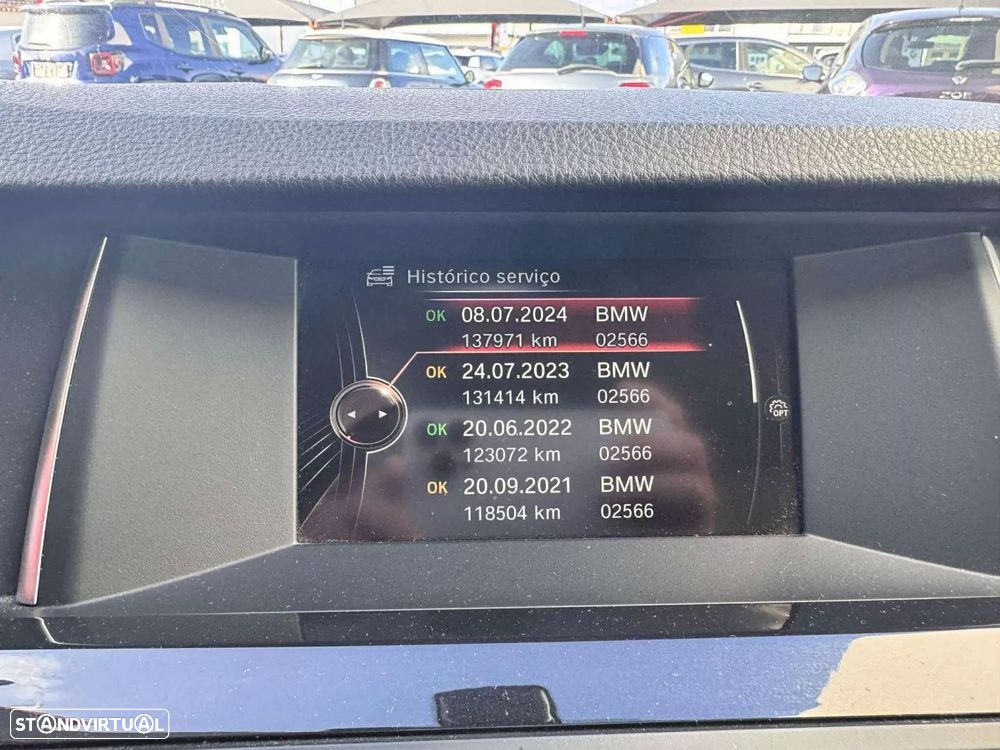 ZOE
Histórico serviço
OK 08.07.2024 BMW
137971 km 02566
OK 24.07.2023 BMW
131414 km 02566
OK 20.06.2022 BMW
123072 km 02566
OK 20.09.2021 BMW
118504 km 02566
OPT
STANDVIRTUAL